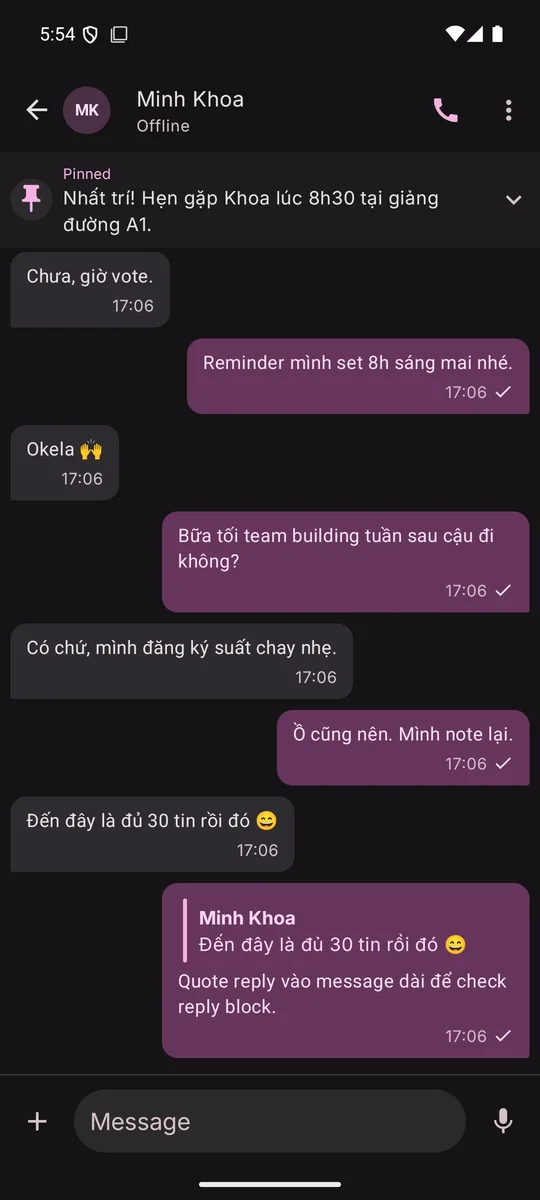 5:54
MK
Minh Khoa
Offline
Pinned
Nhất trí! Hẹn gặp Khoa lúc 8h30 tại giảng
đường A1.
Chưa, giờ vote.
17:06
Reminder mình set 8h sáng mai nhé.
17:06
Okela 🙌
17:06
Bữa tối team building tuần sau cậu đi
không?
17:06
Có chứ, mình đăng ký suất chay nhẹ.
17:06
Ồ cũng nên. Mình note lại.
17:06
Đến đây là đủ 30 tin rồi đó 😄
17:06
Minh Khoa
Đến đây là đủ 30 tin rồi đó 😄
Quote reply vào message dài để check
reply block.
17:06
Message